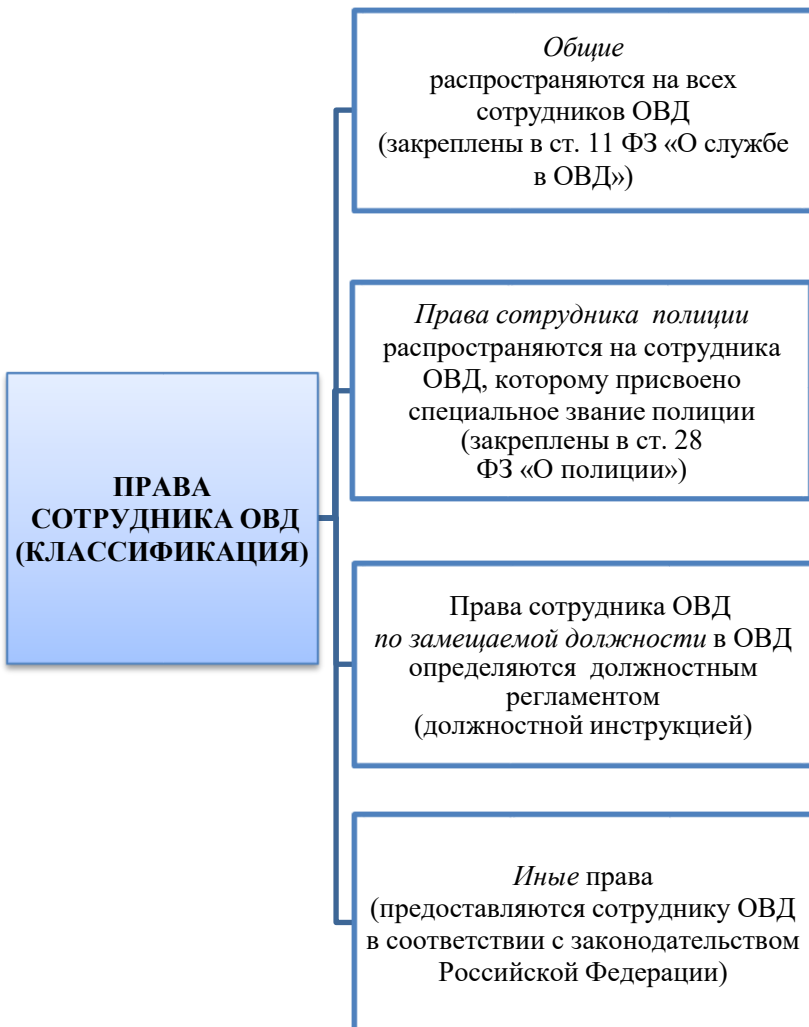 Общие
распространяются на всех
сотрудников ОВД
(закреплены в ст. 11 ФЗ «О службе
в ОВД»)
Права сотрудника полиции
распространяются на сотрудника
ОВД, которому присвоено
специальное звание полиции
(закреплены в ст. 28
ФЗ «О полиции»)
ПРАВА
СОТРУДНИКА ОВД
(КЛАССИФИКАЦИЯ)
Права сотрудника ОВД
по замещаемой должности в ОВД
определяются должностным
регламентом
(должностной инструкцией)
Иные права
(предоставляются сотруднику ОВД
в соответствии с законодательством
Российской Федерации)